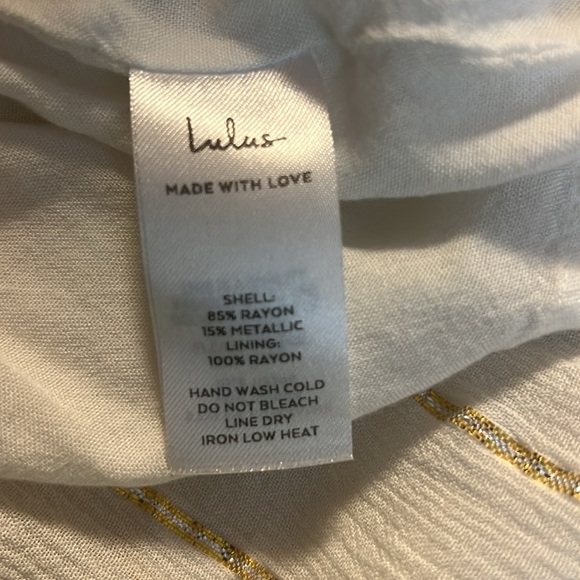 Lulus
MADE WITH LOVE
SHELL:
85% RAYON
15% METALLIC
LINING:
100% RAYON
HAND WASH COLD
DO NOT BLEACH
LINE DRY
IRON LOW HEAT